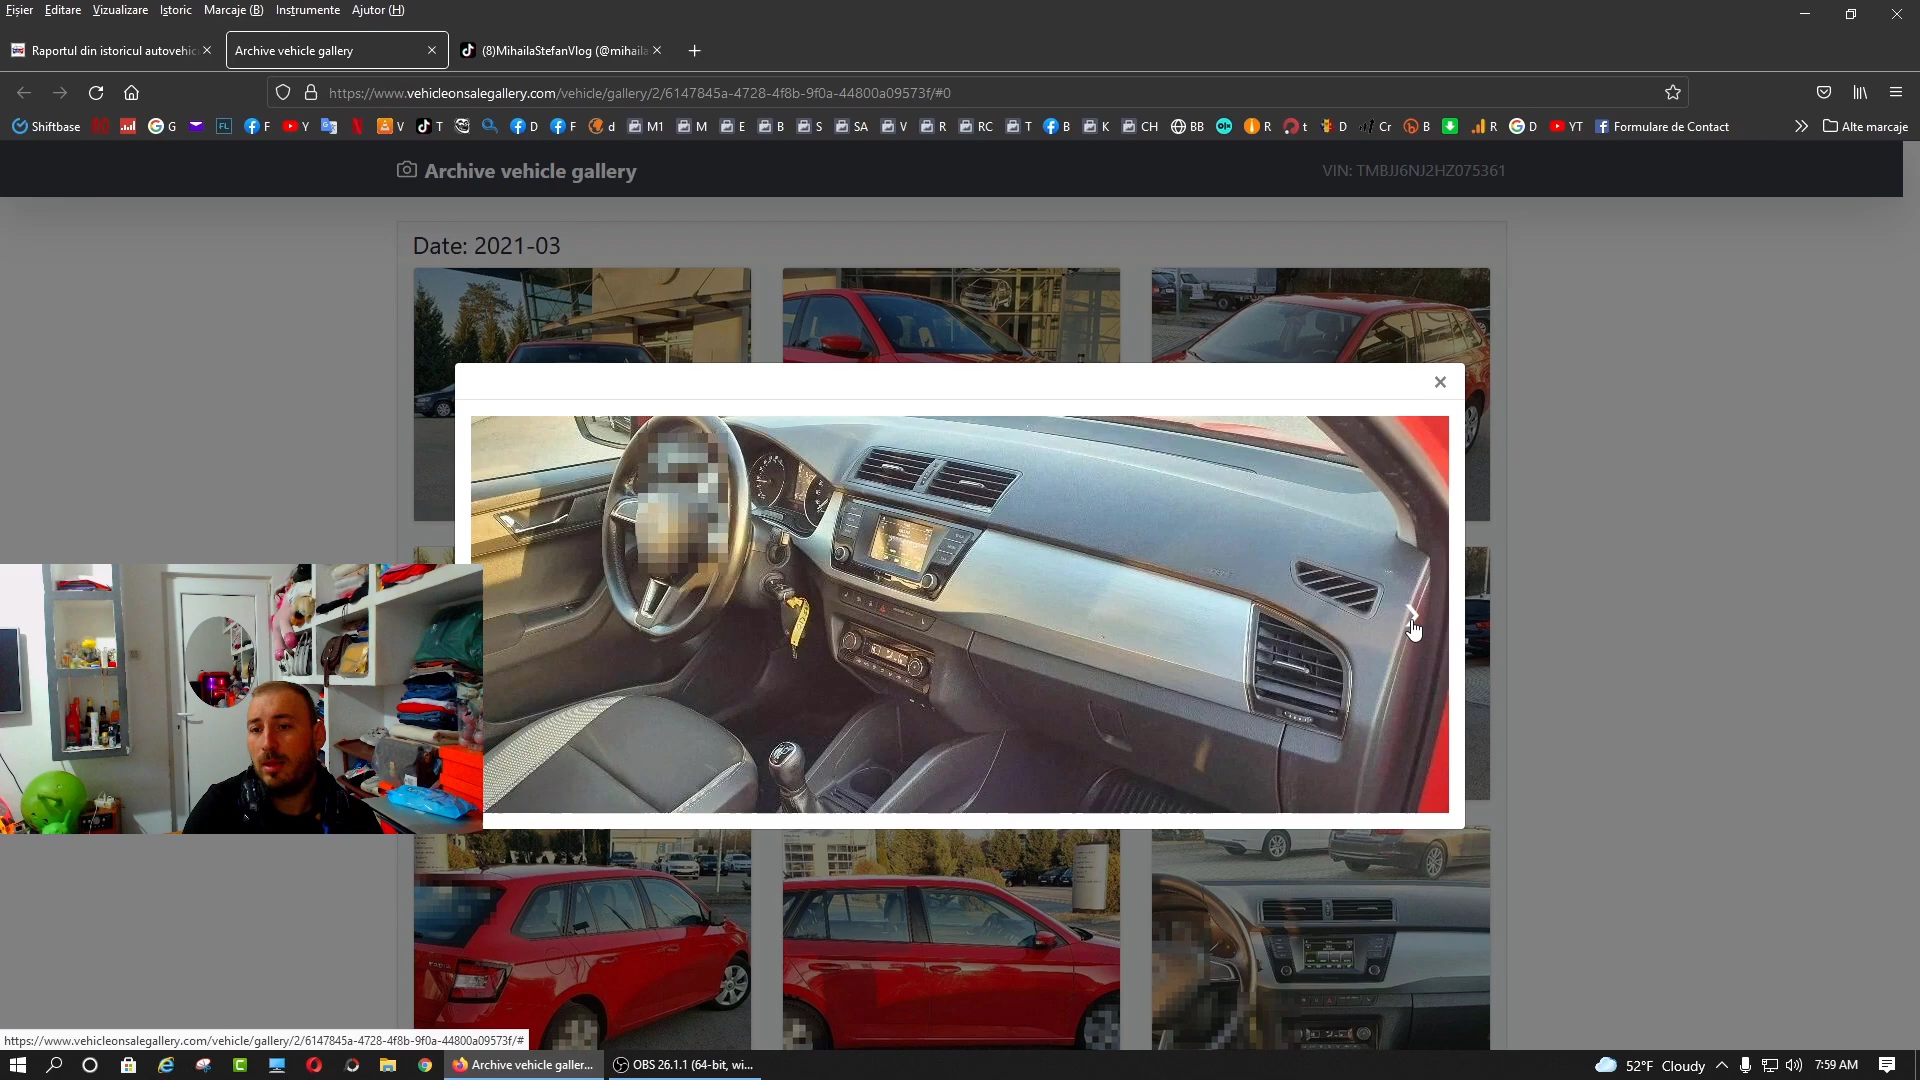 Fișier Editare Vizualizare Istoric Marcaje (B) Instrumente Ajutor (H)
Raportul din istoricul autovehic
Archive vehicle gallery
(8)MihailaStefanVlog (@mihaila
https://www.vehicleonsalegallery.com/vehicle/gallery/2/6147845a-4728-4f8b-9f0a-44800a09573f/#0
Shiftbase G FL F Y V T D F d M1 M E B S SA V R RC T B K CH BB R t D Cr B R D YT Formulare de Contact Alte marcaje
Archive vehicle gallery
VIN: TMBJJ6NJ2HZ075361
Date: 2021-03
https://www.vehicleonsalegallery.com/vehicle/gallery/2/6147845a-4728-4f8b-9f0a-44800a09573f/#
Archive vehicle galler...
OBS 26.1.1 (64-bit, wi...
52°F Cloudy
7:59 AM